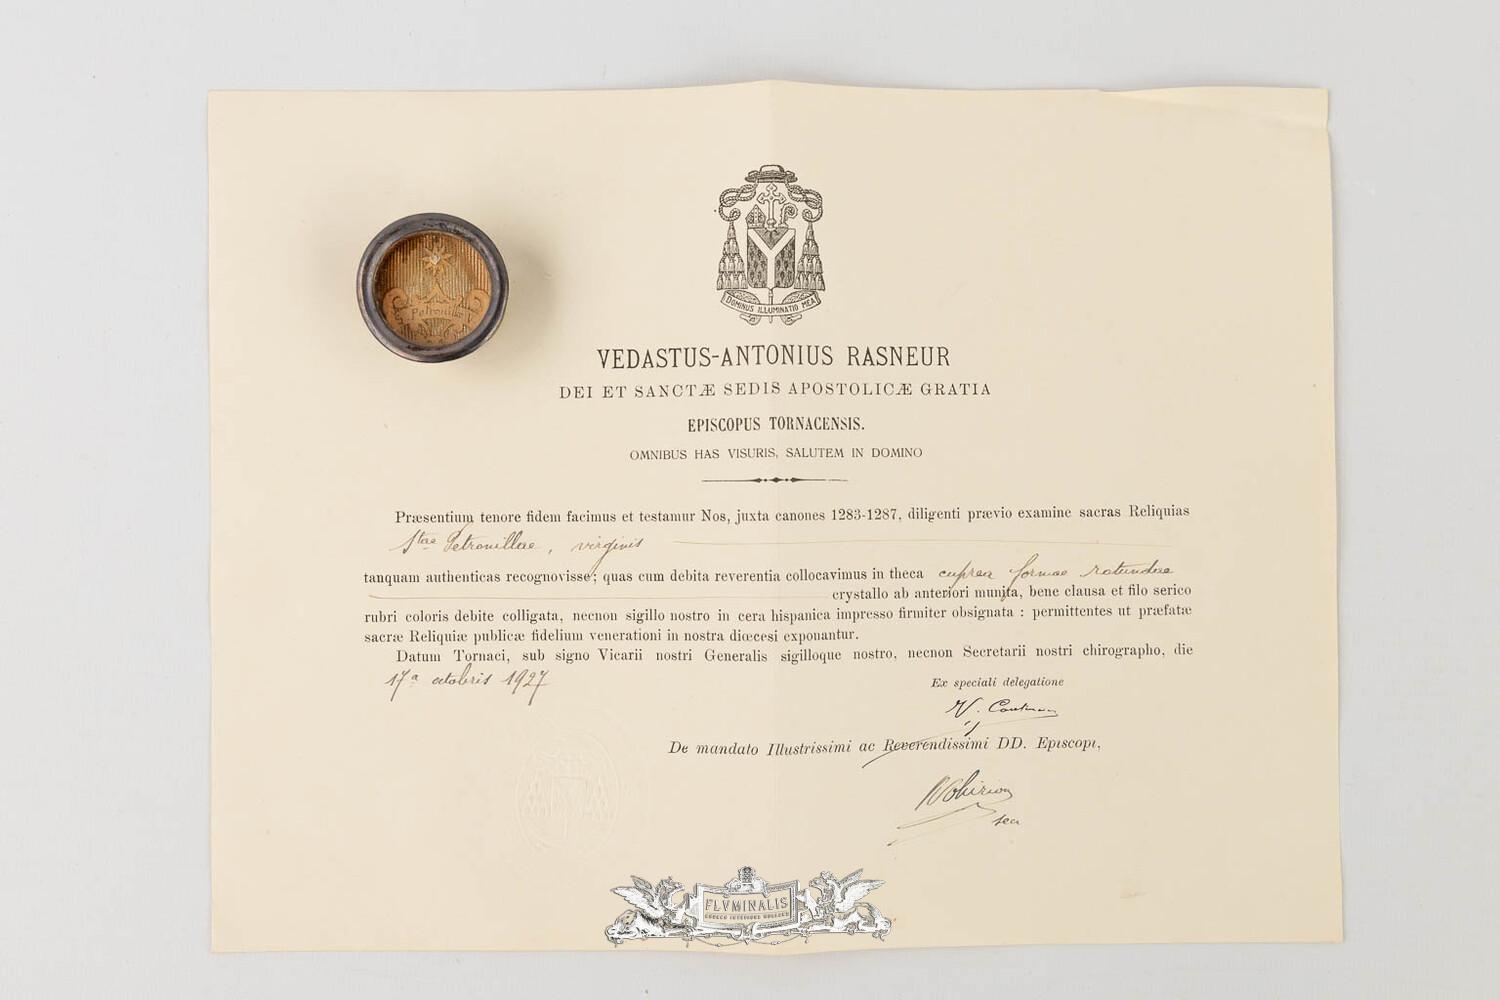 DOMINUS ILLUMINATIO MEA
Petronillae V.
VEDASTUS-ANTONIUS RASNEUR
DEI ET SANCTÆ SEDIS APOSTOLICÆ GRATIA
EPISCOPUS TORNACENSIS.
OMNIBUS HAS VISURIS, SALUTEM IN DOMINO
Præsentium tenore fidem facimus et testamur Nos, juxta canones 1283-1287, diligenti prævio examine sacras Reliquias
Stae Petronillae, virginis
tanquam authenticas recognovisse; quas cum debita reverentia collocavimus in theca cuprea formae rotundae
crystallo ab anteriori munita, bene clausa et filo serico
rubri coloris debite colligata, necnon sigillo nostro in cera hispanica impresso firmiter obsignata : permittentes ut præfatæ
sacræ Reliquiæ publicæ fidelium venerationi in nostra diœcesi exponantur.
Datum Tornaci, sub signo Vicarii nostri Generalis sigilloque nostro, necnon Secretarii nostri chirographo, die
17a octobris 1927
Ex speciali delegatione
De mandato Illustrissimi ac Reverendissimi DD. Episcopi,
FLVMINALIS